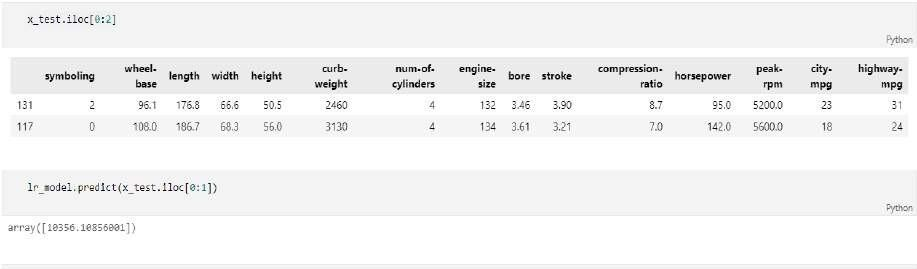 x_test.iloc[0:2]
Python
symboling wheel-base length width height curb-weight num-of-cylinders engine-size bore stroke compression-ratio horsepower peak-rpm city-mpg highway-mpg
131 2 96.1 176.8 66.6 50.5 2460 4 132 3.46 3.90 8.7 95.0 5200.0 23 31
117 0 108.0 186.7 68.3 56.0 3130 4 134 3.61 3.21 7.0 142.0 5600.0 18 24
lr_model.predict(x_test.iloc[0:1])
Python
array([10356.10856001])